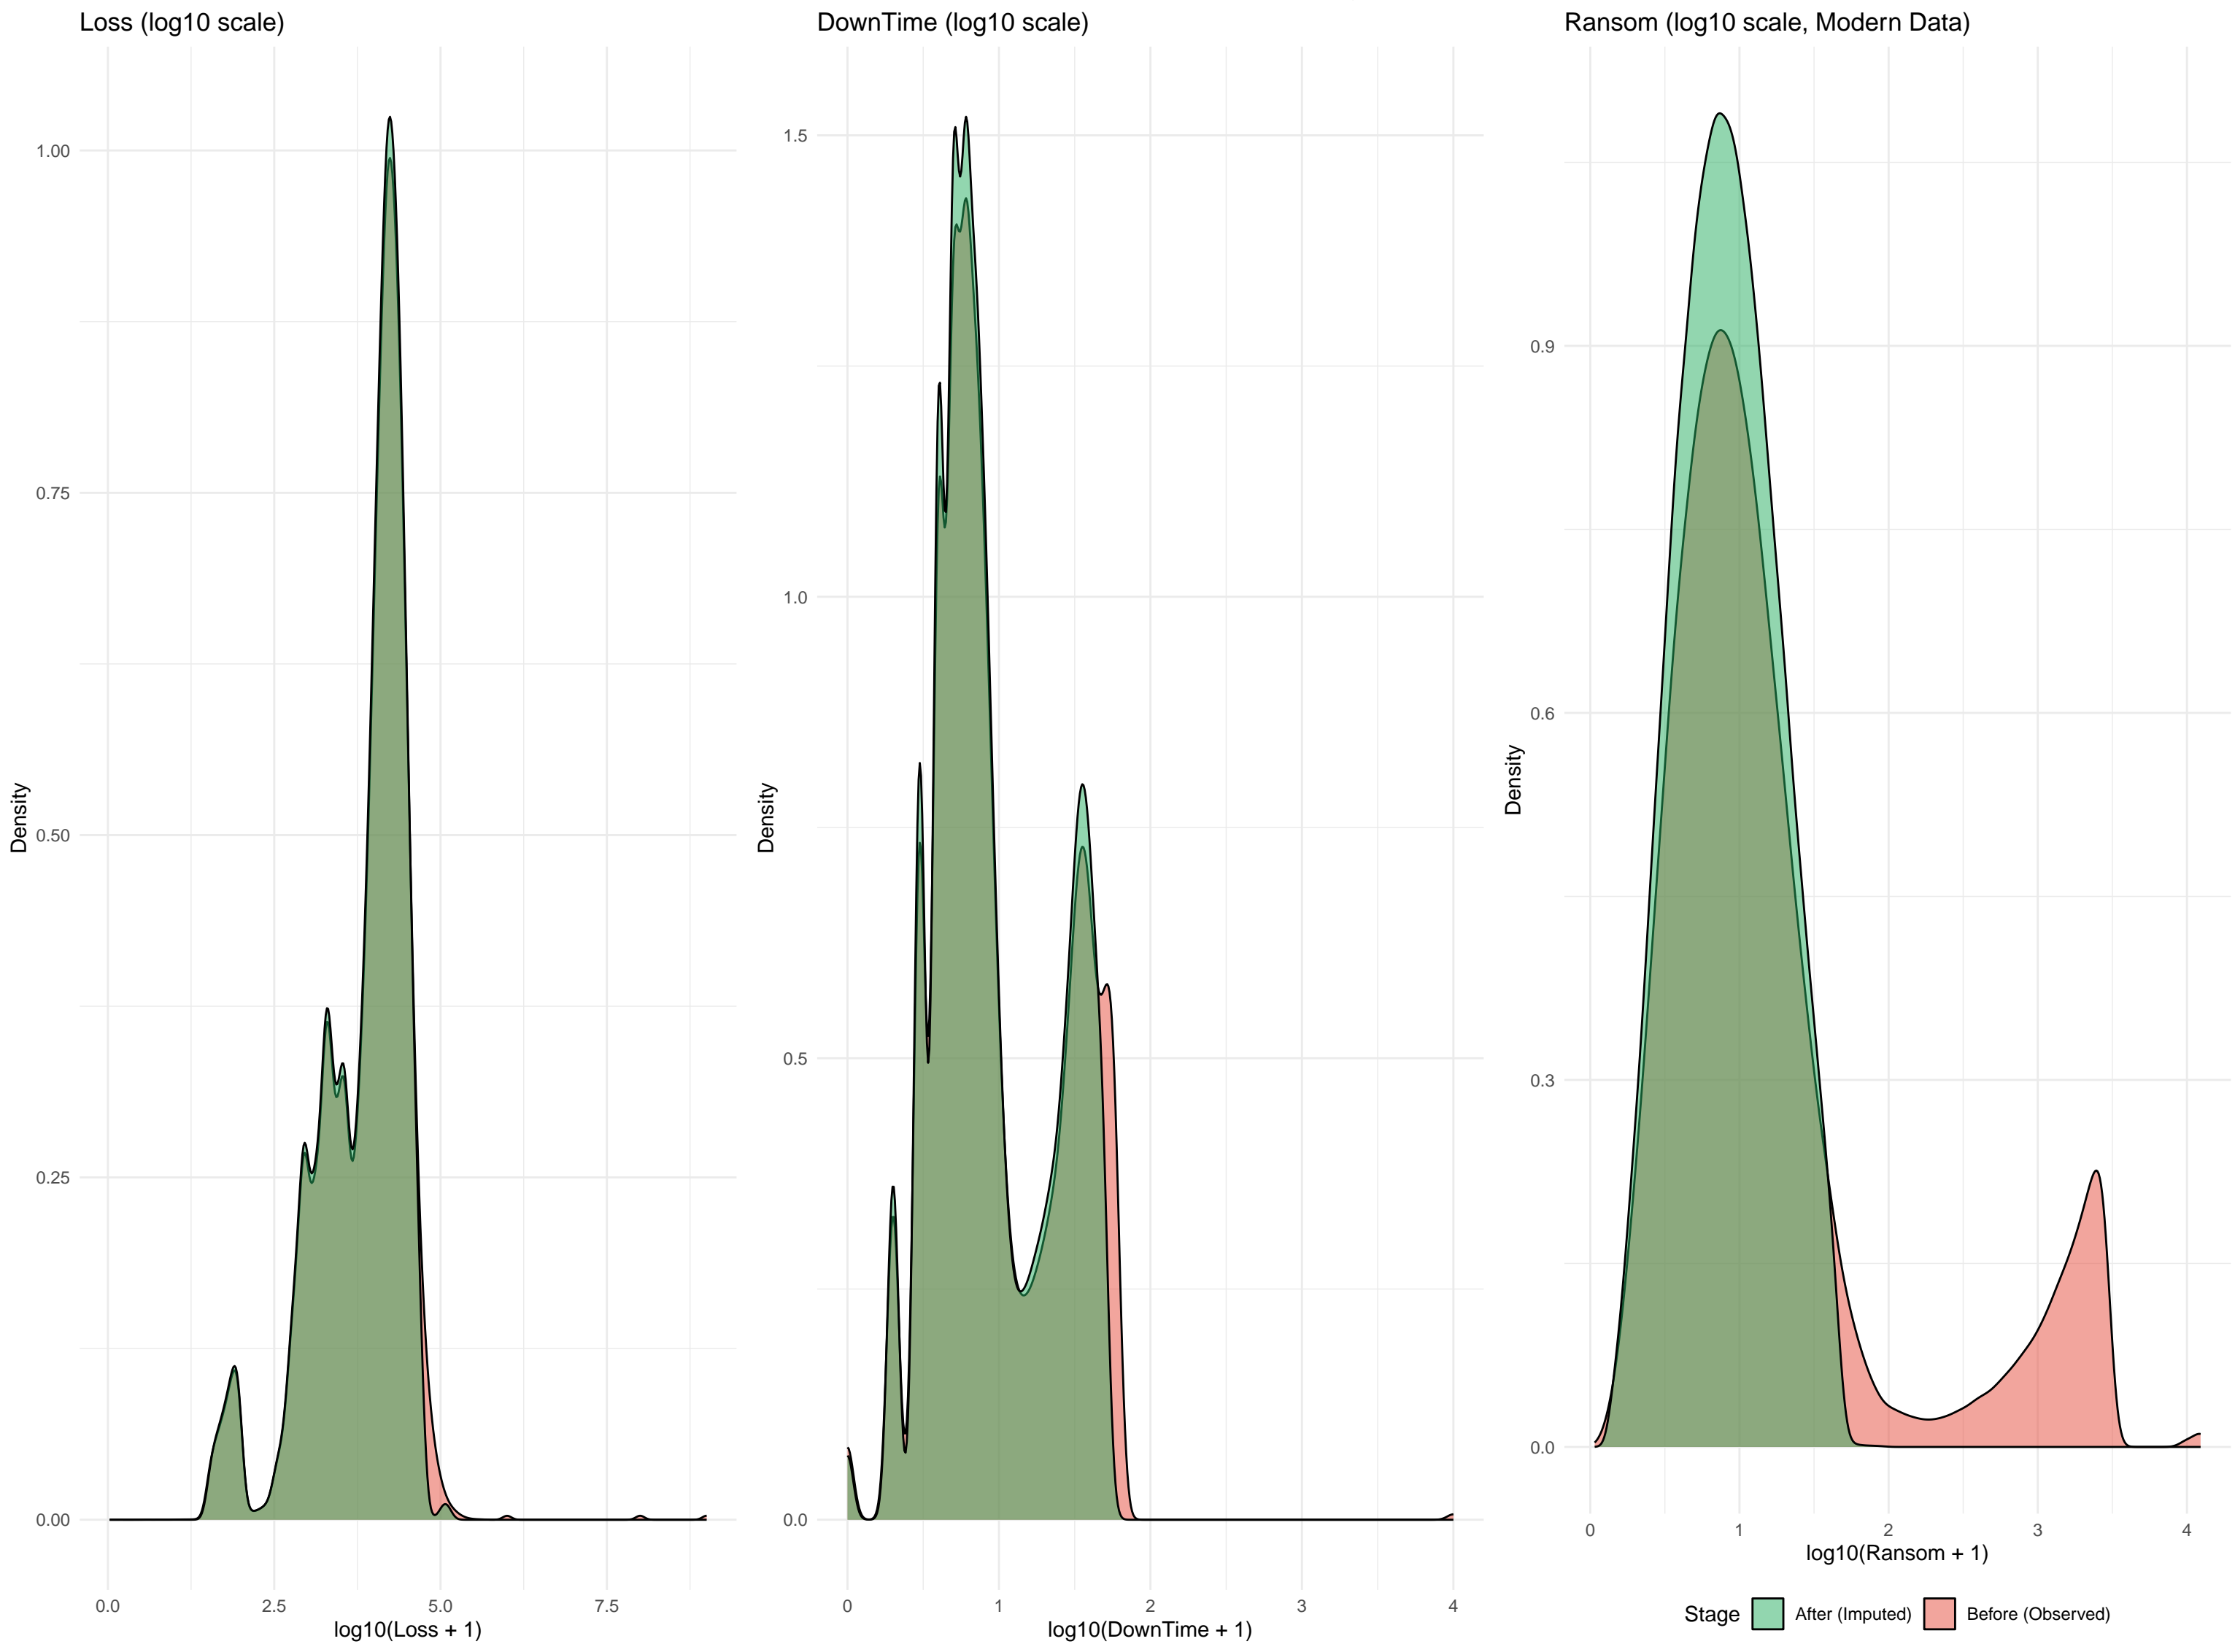 Loss (log10 scale)
Density
1.00
0.75
0.50
0.25
0.00
0.0 2.5 5.0 7.5
log10(Loss + 1)
DownTime (log10 scale)
Density
1.5
1.0
0.5
0.0
0 1 2 3 4
log10(DownTime + 1)
Ransom (log10 scale, Modern Data)
Density
0.9
0.6
0.3
0.0
0 1 2 3 4
log10(Ransom + 1)
Stage After (Imputed) Before (Observed)